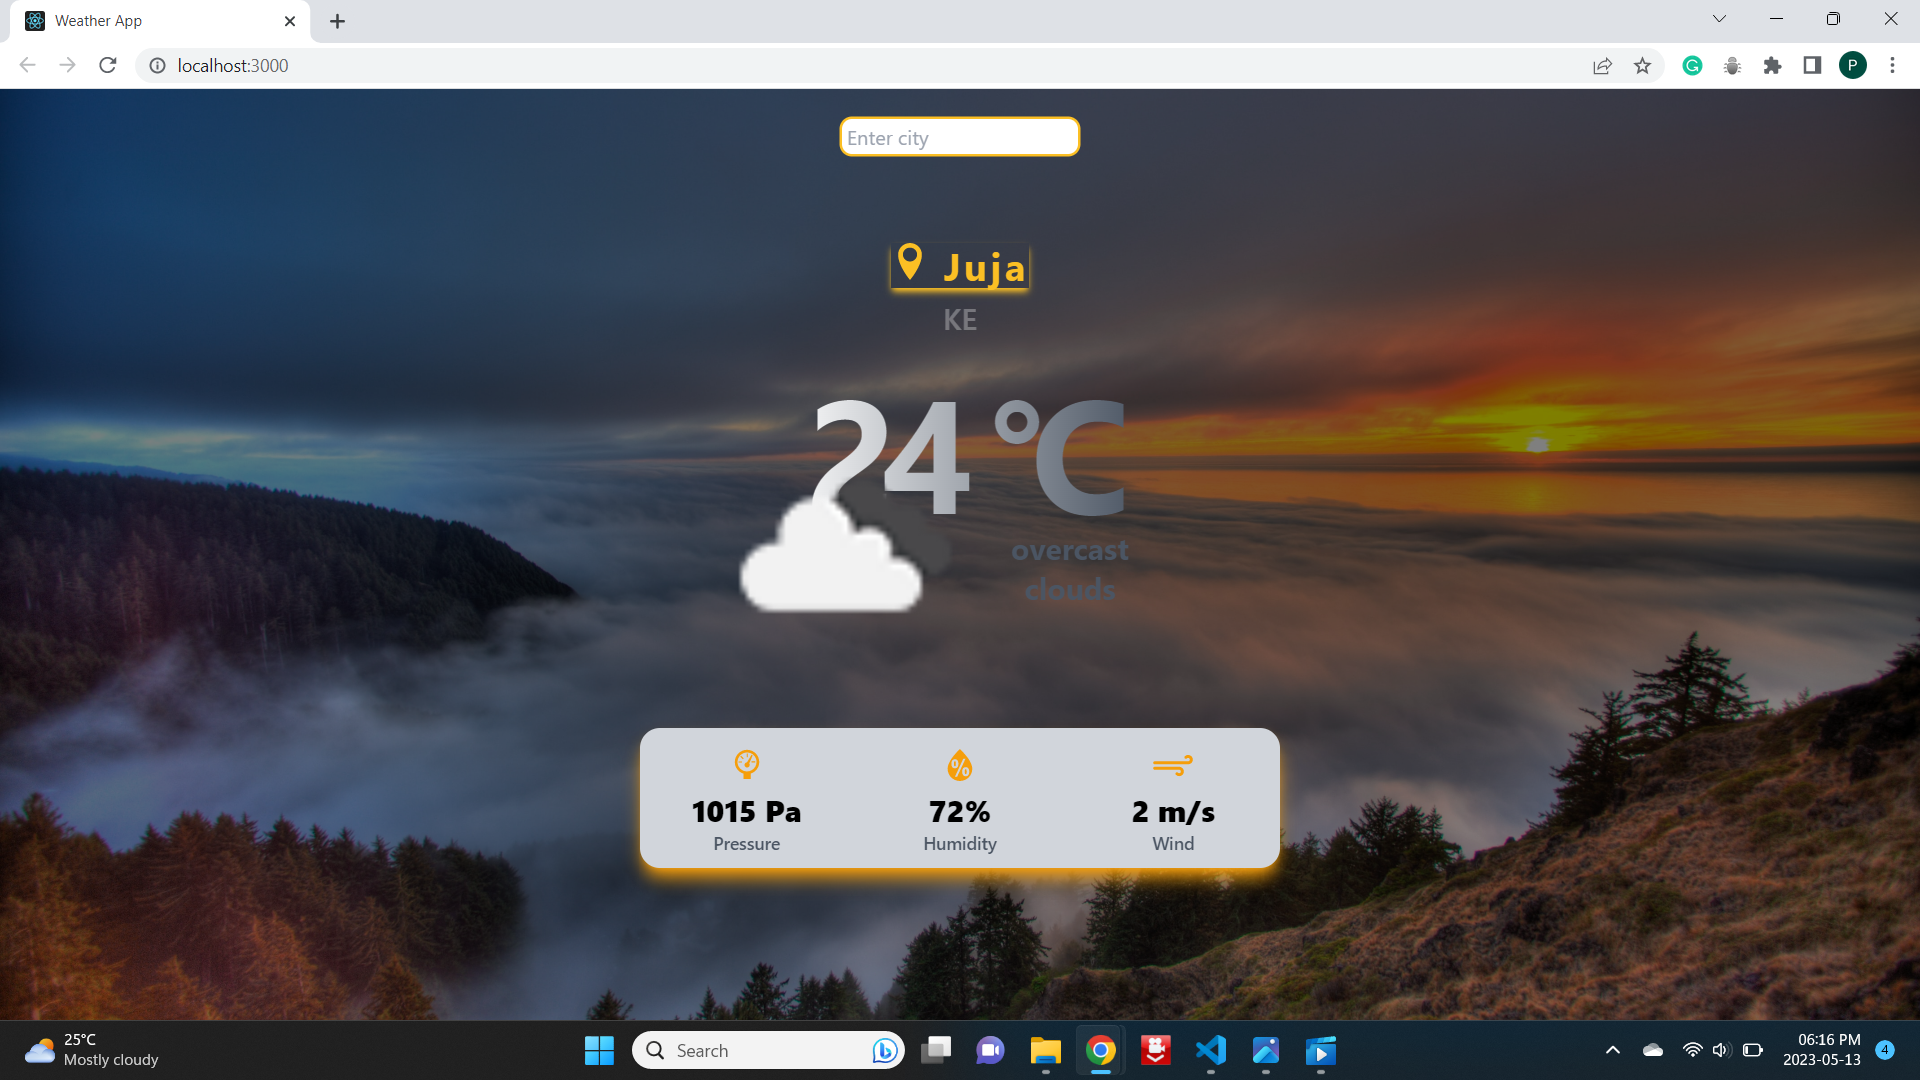 Weather App
localhost:3000
P
Enter city
Juja
KE
24 °C
overcast
clouds
1015 Pa
Pressure
72%
Humidity
2 m/s
Wind
25°C
Mostly cloudy
Search
06:16 PM
2023-05-13
4